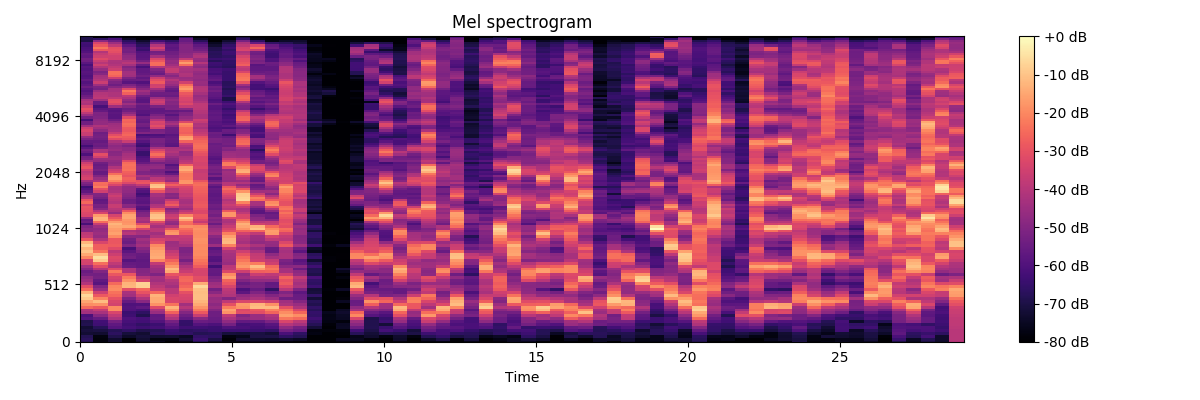 Mel spectrogram
8192
4096
2048
1024
512
0
Hz
0 5 10 15 20 25
Time
+0 dB
-10 dB
-20 dB
-30 dB
-40 dB
-50 dB
-60 dB
-70 dB
-80 dB